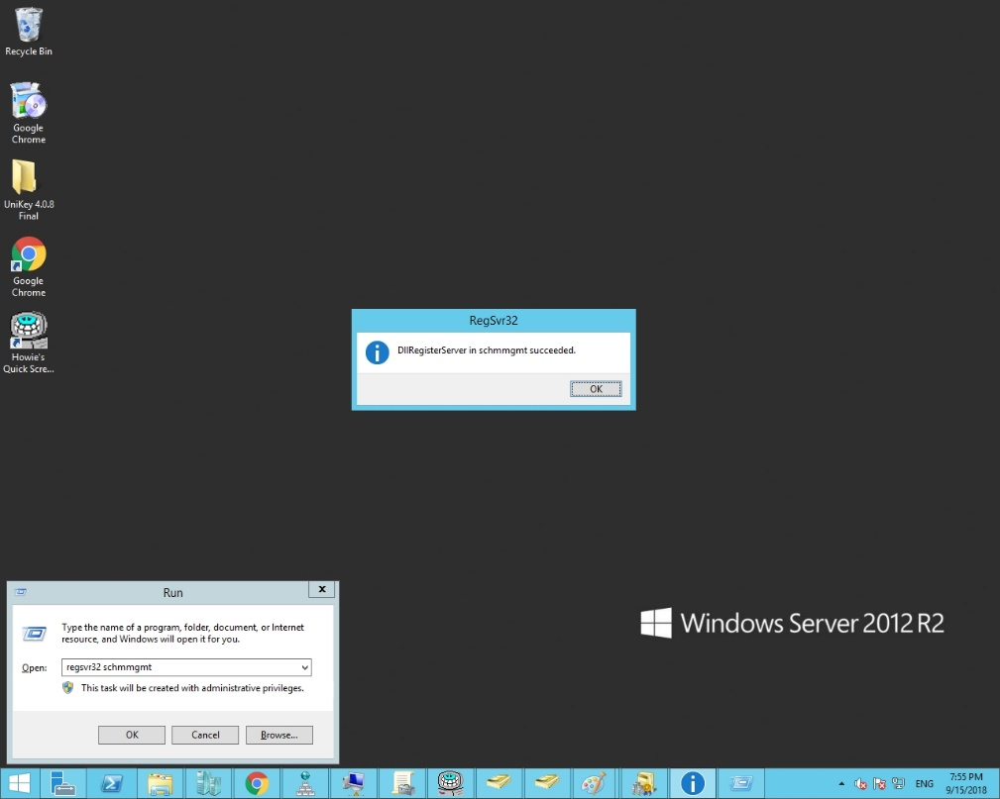 Recycle Bin
Google
Chrome
UniKey 4.0.8
Final
Google
Chrome
Howie's
Quick Scre...
RegSvr32
DllRegisterServer in schmmgmt succeeded.
OK
Run
Type the name of a program, folder, document, or Internet
resource, and Windows will open it for you.
Open:
regsvr32 schmmgmt
This task will be created with administrative privileges.
OK
Cancel
Browse...
Windows Server 2012 R2
ENG
7:55 PM
9/15/2018